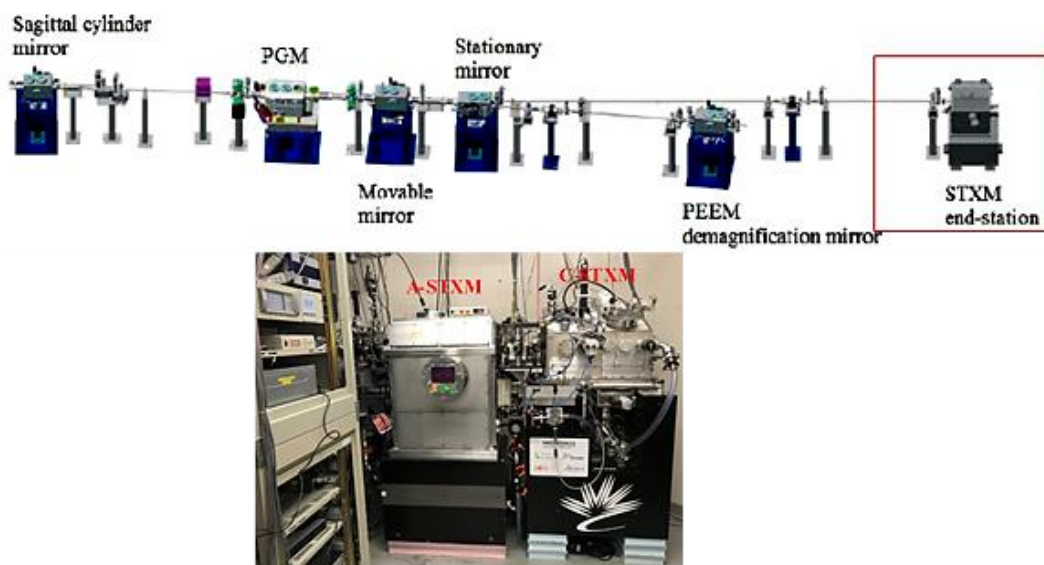 Sagittal cylinder
mirror
PGM
Stationary
mirror
Movable
mirror
PEEM
demagnification mirror
STXM
end-station
A-STXM
C-STXM